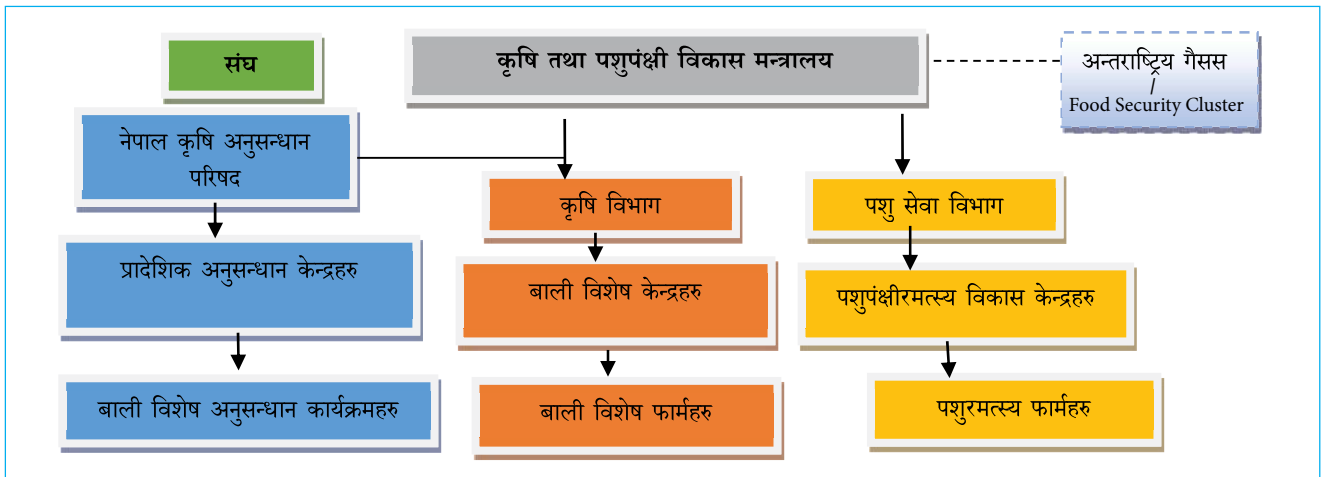 संघ
कृषि तथा पशुपंक्षी विकास मन्त्रालय
अन्तराष्ट्रिय गैसस
/
Food Security Cluster
नेपाल कृषि अनुसन्धान
परिषद
कृषि विभाग
पशु सेवा विभाग
प्रादेशिक अनुसन्धान केन्द्रहरु
बाली विशेष केन्द्रहरु
पशुपंक्षीरमत्स्य विकास केन्द्रहरु
बाली विशेष अनुसन्धान कार्यक्रमहरु
बाली विशेष फार्महरु
पशुरमत्स्य फार्महरु